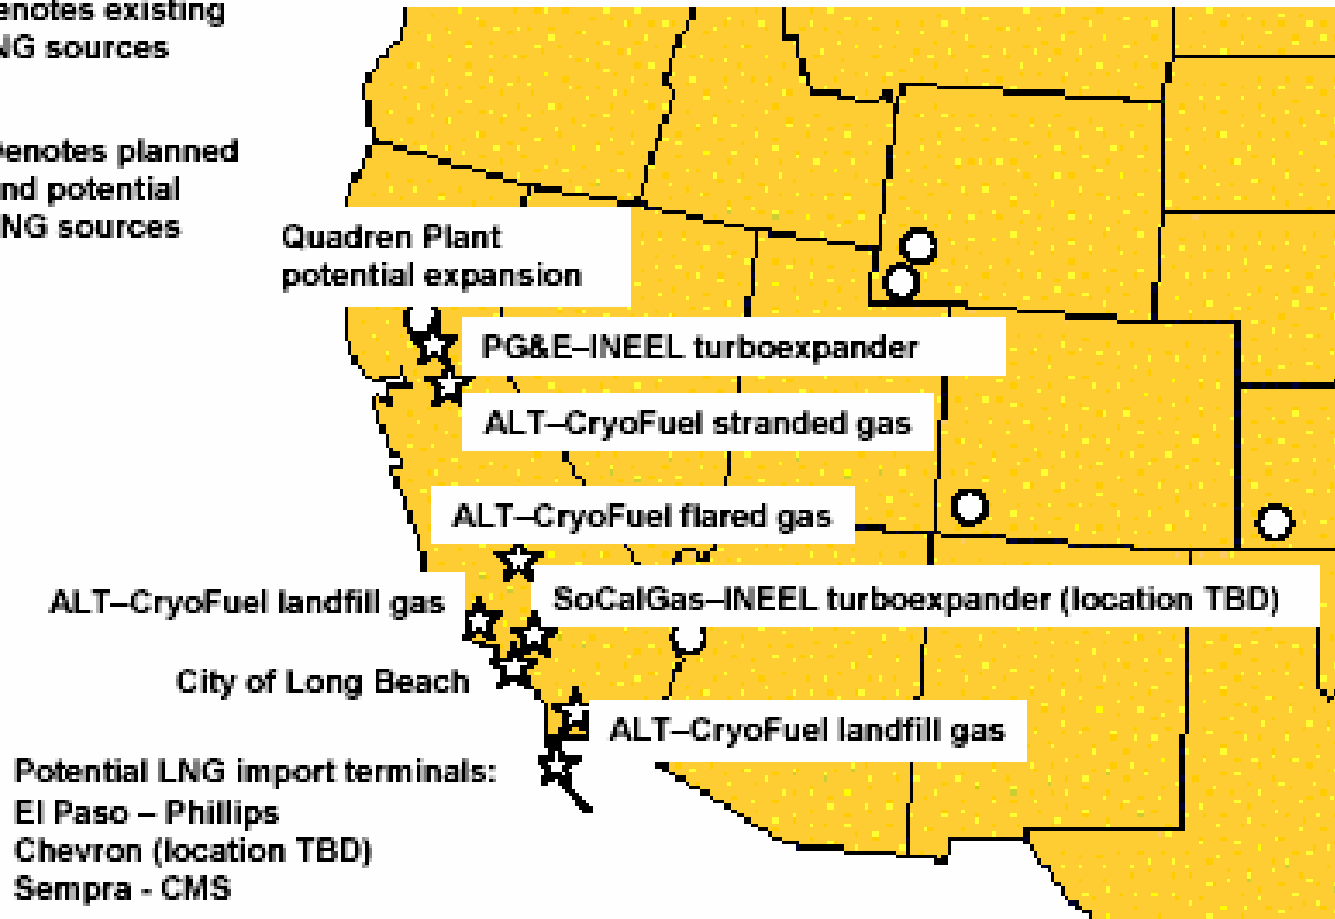 enotes existing
NG sources
Denotes planned
nd potential
NG sources
Quadren Plant
potential expansion
PG&E–INEEL turboexpander
ALT–CryoFuel stranded gas
ALT–CryoFuel flared gas
ALT–CryoFuel landfill gas
SoCalGas–INEEL turboexpander (location TBD)
City of Long Beach
ALT–CryoFuel landfill gas
Potential LNG import terminals:
El Paso – Phillips
Chevron (location TBD)
Sempra - CMS